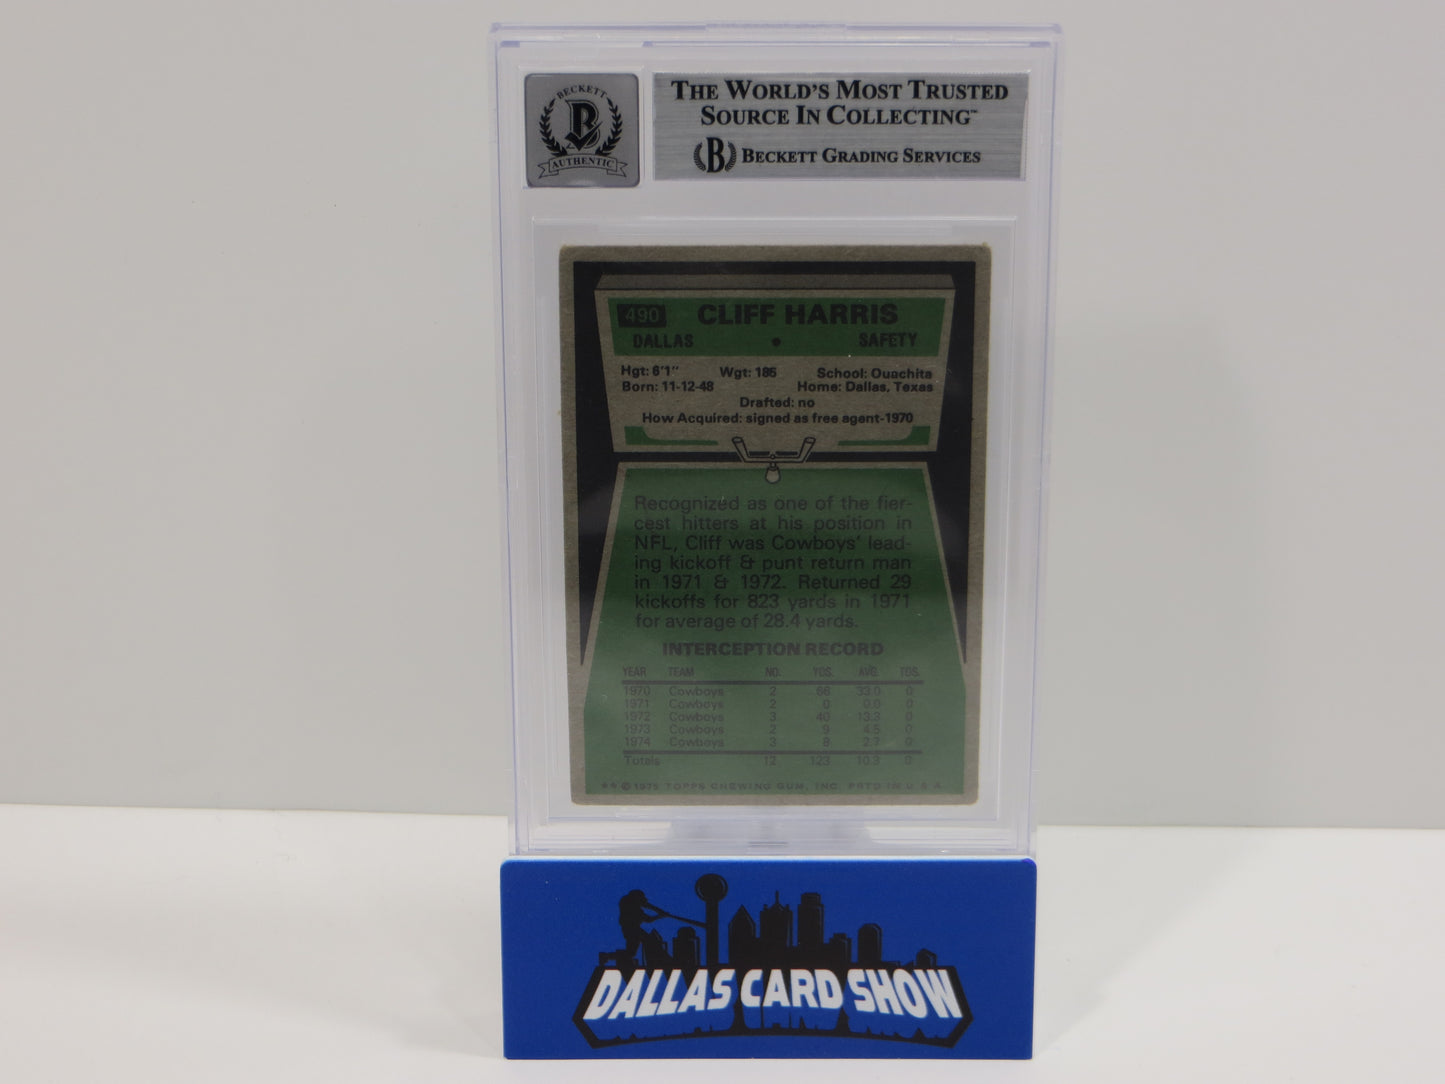 BECKETT
B
AUTHENTIC
THE WORLD'S MOST TRUSTED
SOURCE IN COLLECTING™
B BECKETT GRADING SERVICES
490 CLIFF HARRIS
DALLAS • SAFETY
Hgt: 6'1" Wgt: 185 School: Ouachita
Born: 11-12-48 Home: Dallas, Texas
Drafted: no
How Acquired: signed as free agent-1970
Recognized as one of the fier-
cest hitters at his position in
NFL, Cliff was Cowboys' lead-
ing kickoff & punt return man
in 1971 & 1972. Returned 29
kickoffs for 823 yards in 1971
for average of 28.4 yards.
INTERCEPTION RECORD
YEAR TEAM NO. YDS. AVG. TDS.
1970 Cowboys 2 66 33.0 0
1971 Cowboys 2 0 0.0 0
1972 Cowboys 3 40 13.3 0
1973 Cowboys 2 9 4.5 0
1974 Cowboys 3 8 2.7 0
Totals 12 123 10.3 0
** © 1975 TOPPS CHEWING GUM, INC. PRTD IN U S A
DALLAS CARD SHOW